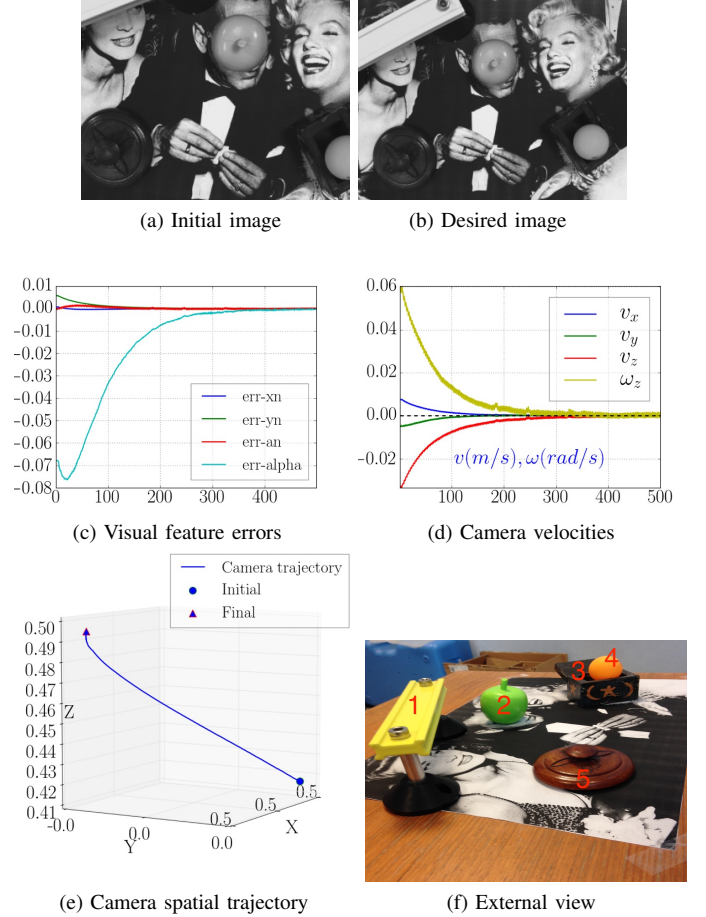 (a) Initial image
(b) Desired image
0.01
0.00
–0.01
–0.02
–0.03
–0.04
–0.05
–0.06
–0.07
–0.08
0 100 200 300 400
err-xn
err-yn
err-an
err-alpha
(c) Visual feature errors
0.06
0.04
0.02
0.00
–0.02
100 200 300 400 500
v_x
v_y
v_z
ω_z
v(m/s), ω(rad/s)
(d) Camera velocities
Camera trajectory
Initial
Final
0.50
0.49
0.48
0.47
0.46
Z
0.45
0.44
0.43
0.42
0.41
-0.0
0.0
0.5
Y
0.0
0.5
0.5
X
(e) Camera spatial trajectory
1
2
3
4
5
(f) External view